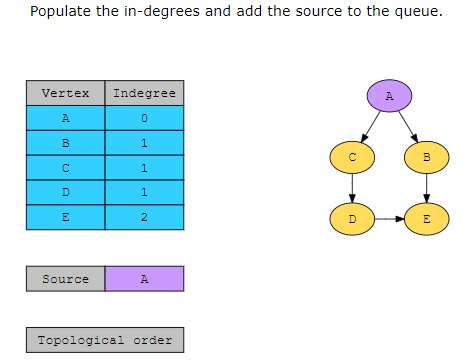 Populate the in-degrees and add the source to the queue.
Vertex Indegree
A 0
B 1
C 1
D 1
E 2
Source A
Topological order
A
C B
D E